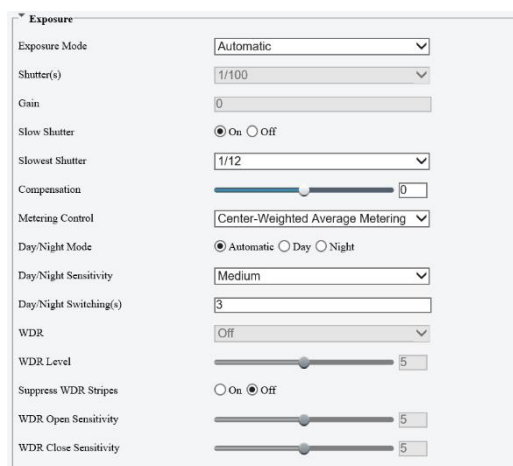 Exposure
Exposure Mode Automatic
Shutter(s) 1/100
Gain 0
Slow Shutter On Off
Slowest Shutter 1/12
Compensation 0
Metering Control Center-Weighted Average Metering
Day/Night Mode Automatic Day Night
Day/Night Sensitivity Medium
Day/Night Switching(s) 3
WDR Off
WDR Level 5
Suppress WDR Stripes On Off
WDR Open Sensitivity 5
WDR Close Sensitivity 5